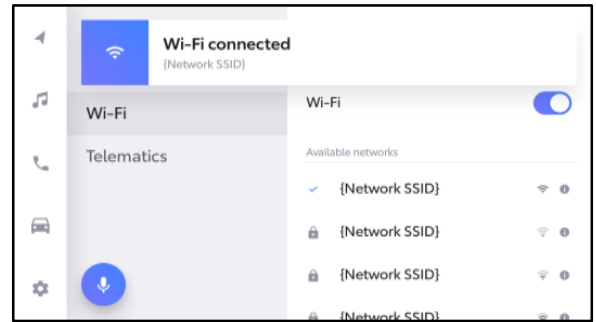 Wi-Fi connected
{Network SSID}
Wi-Fi
Telematics
Wi-Fi
Available networks
{Network SSID}
{Network SSID}
{Network SSID}
{Network SSID}